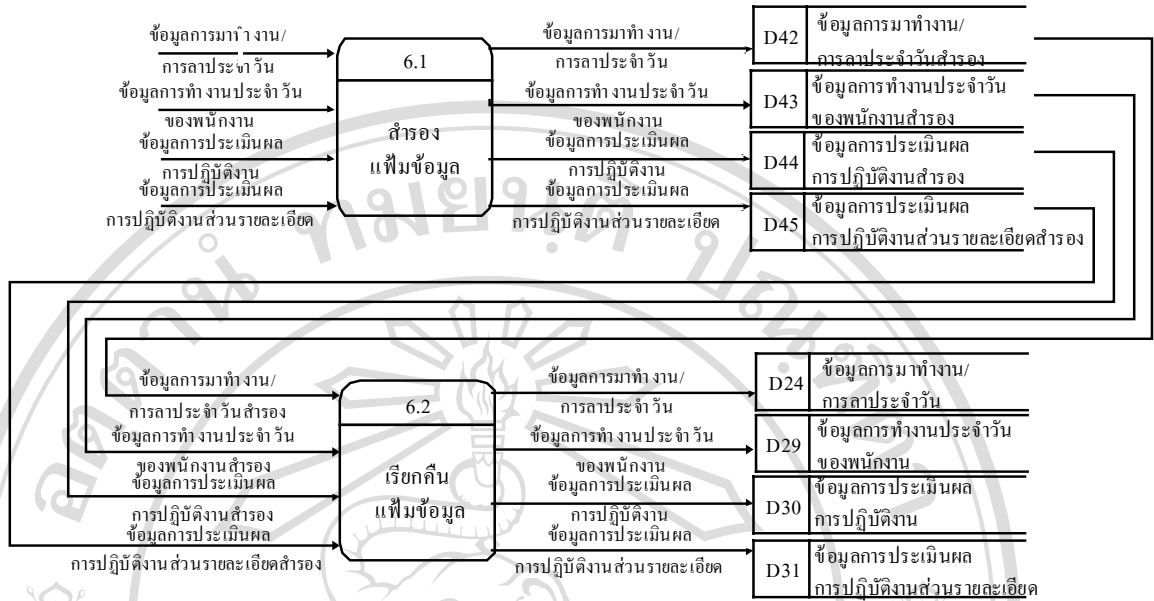 ข้อมูลการมาทำงาน/
การลาประจำวัน
ข้อมูลการทำงานประจำวัน
ของพนักงาน
ข้อมูลการประเมินผล
การปฏิบัติงาน
ข้อมูลการประเมินผล
การปฏิบัติงานส่วนรายละเอียด
6.1
สำรอง
แฟ้มข้อมูล
ข้อมูลการมาทำงาน/
การลาประจำวัน
ข้อมูลการทำงานประจำวัน
ของพนักงาน
ข้อมูลการประเมินผล
การปฏิบัติงาน
ข้อมูลการประเมินผล
การปฏิบัติงานส่วนรายละเอียด
D42
ข้อมูลการมาทำงาน/
การลาประจำวันสำรอง
D43
ข้อมูลการทำงานประจำวัน
ของพนักงานสำรอง
D44
ข้อมูลการประเมินผล
การปฏิบัติงานสำรอง
D45
ข้อมูลการประเมินผล
การปฏิบัติงานส่วนรายละเอียดสำรอง
ข้อมูลการมาทำงาน/
การลาประจำวันสำรอง
ข้อมูลการทำงานประจำวัน
ของพนักงานสำรอง
ข้อมูลการประเมินผล
การปฏิบัติงานสำรอง
ข้อมูลการประเมินผล
การปฏิบัติงานส่วนรายละเอียดสำรอง
6.2
เรียกคืน
แฟ้มข้อมูล
ข้อมูลการมาทำงาน/
การลาประจำวัน
ข้อมูลการทำงานประจำวัน
ของพนักงาน
ข้อมูลการประเมินผล
การปฏิบัติงาน
ข้อมูลการประเมินผล
การปฏิบัติงานส่วนรายละเอียด
D24
ข้อมูลการมาทำงาน/
การลาประจำวัน
D29
ข้อมูลการทำงานประจำวัน
ของพนักงาน
D30
ข้อมูลการประเมินผล
การปฏิบัติงาน
D31
ข้อมูลการประเมินผล
การปฏิบัติงานส่วนรายละเอียด